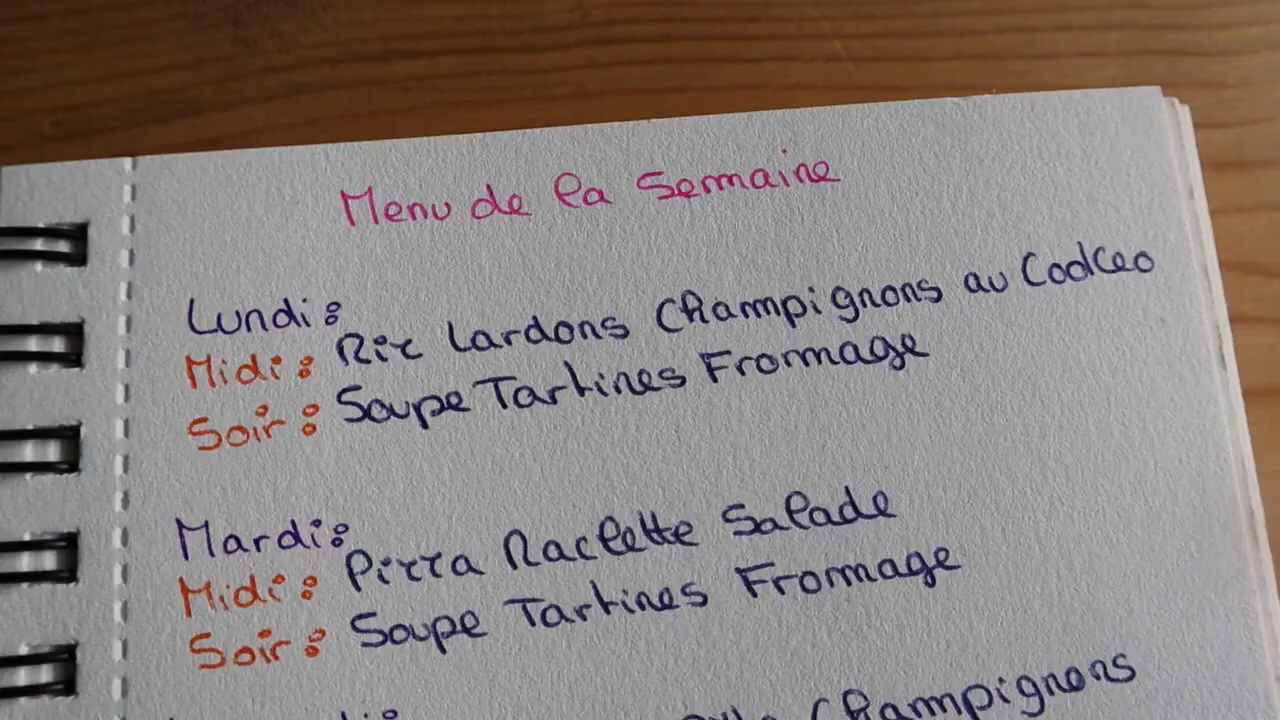 Menu de la Semaine
Lundi :
Midi : Riz Lardons Champignons au Cookeo
Soir : Soupe Tartines Fromage
Mardi :
Midi : Pizza Raclette Salade
Soir : Soupe Tartines Fromage
Champignons